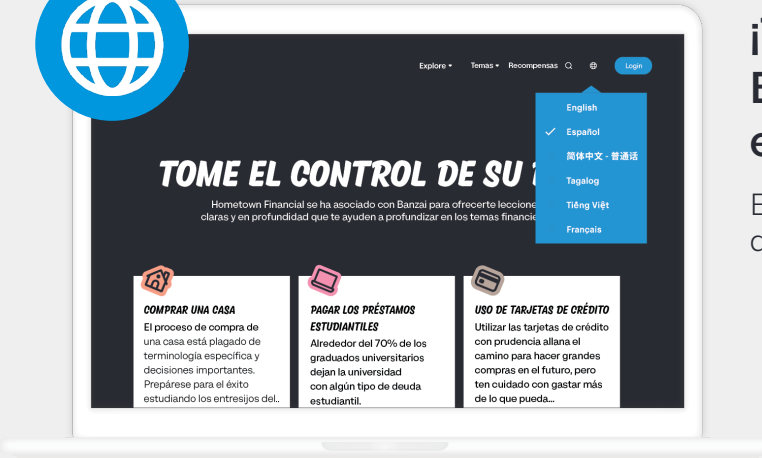 Explore Temas Recompensas Login
English
Español
简体中文 - 普通话
Tagalog
Tiếng Việt
Français
TOME EL CONTROL DE SU
Hometown Financial se ha asociado con Banzai para ofrecerte
claras y en profundidad que te ayuden a profundizar en los temas
COMPRAR UNA CASA
El proceso de compra de
una casa está plagado de
terminología específica y
decisiones importantes.
Prepárese para el éxito
estudiando los entresijos del..
PAGAR LOS PRÉSTAMOS
ESTUDIANTILES
Alrededor del 70% de los
graduados universitarios
dejan la universidad
con algún tipo de deuda
estudiantil.
USO DE TARJETAS DE CRÉDITO
Utilizar las tarjetas de crédito
con prudencia allana el
camino para hacer grandes
compras en el futuro, pero
ten cuidado con gastar más
de lo que pueda...